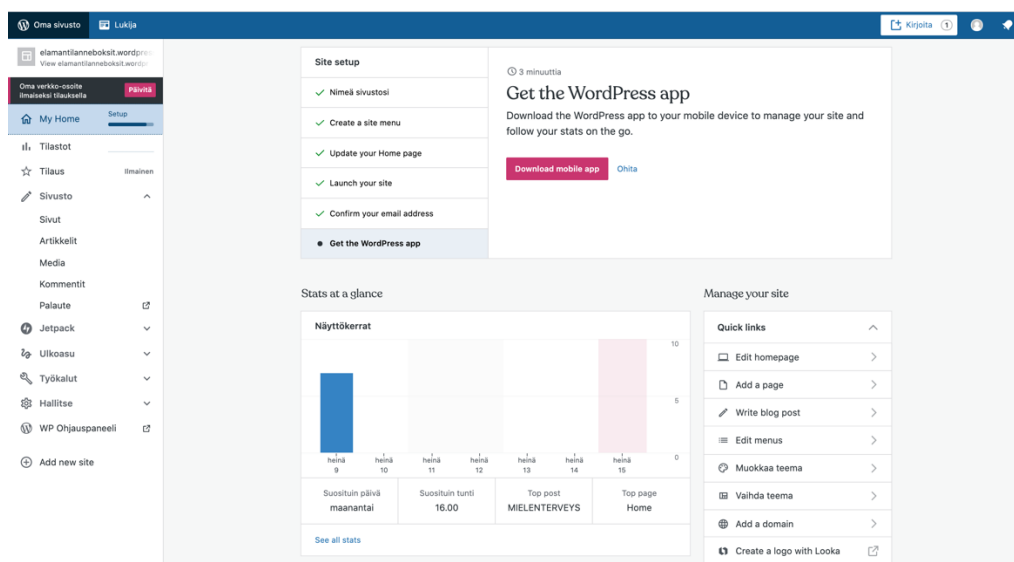 Oma sivusto
Lukija
Kirjoita 1
elamantilanneboksit.wordpres
View elamantilanneboksit.wordpr
Oma verkko-osoite
ilmaiseksi tilauksella
Päivitä
My Home
Setup
Tilastot
Tilaus
Ilmainen
Sivusto
Sivut
Artikkelit
Media
Kommentit
Palaute
Jetpack
Ulkoasu
Työkalut
Hallitse
WP Ohjauspaneeli
Add new site
Site setup
Nimeä sivustosi
Create a site menu
Update your Home page
Launch your site
Confirm your email address
Get the WordPress app
3 minuuttia
Get the WordPress app
Download the WordPress app to your mobile device to manage your site and
follow your stats on the go.
Download mobile app
Ohita
Stats at a glance
Näyttökerrat
10
5
0
heinä heinä heinä heinä heinä heinä heinä
9 10 11 12 13 14 15
Suosituin päivä
maanantai
Suosituin tunti
16.00
Top post
MIELENTERVEYS
Top page
Home
See all stats
Manage your site
Quick links
Edit homepage
Add a page
Write blog post
Edit menus
Muokkaa teema
Vaihda teema
Add a domain
Create a logo with Looka